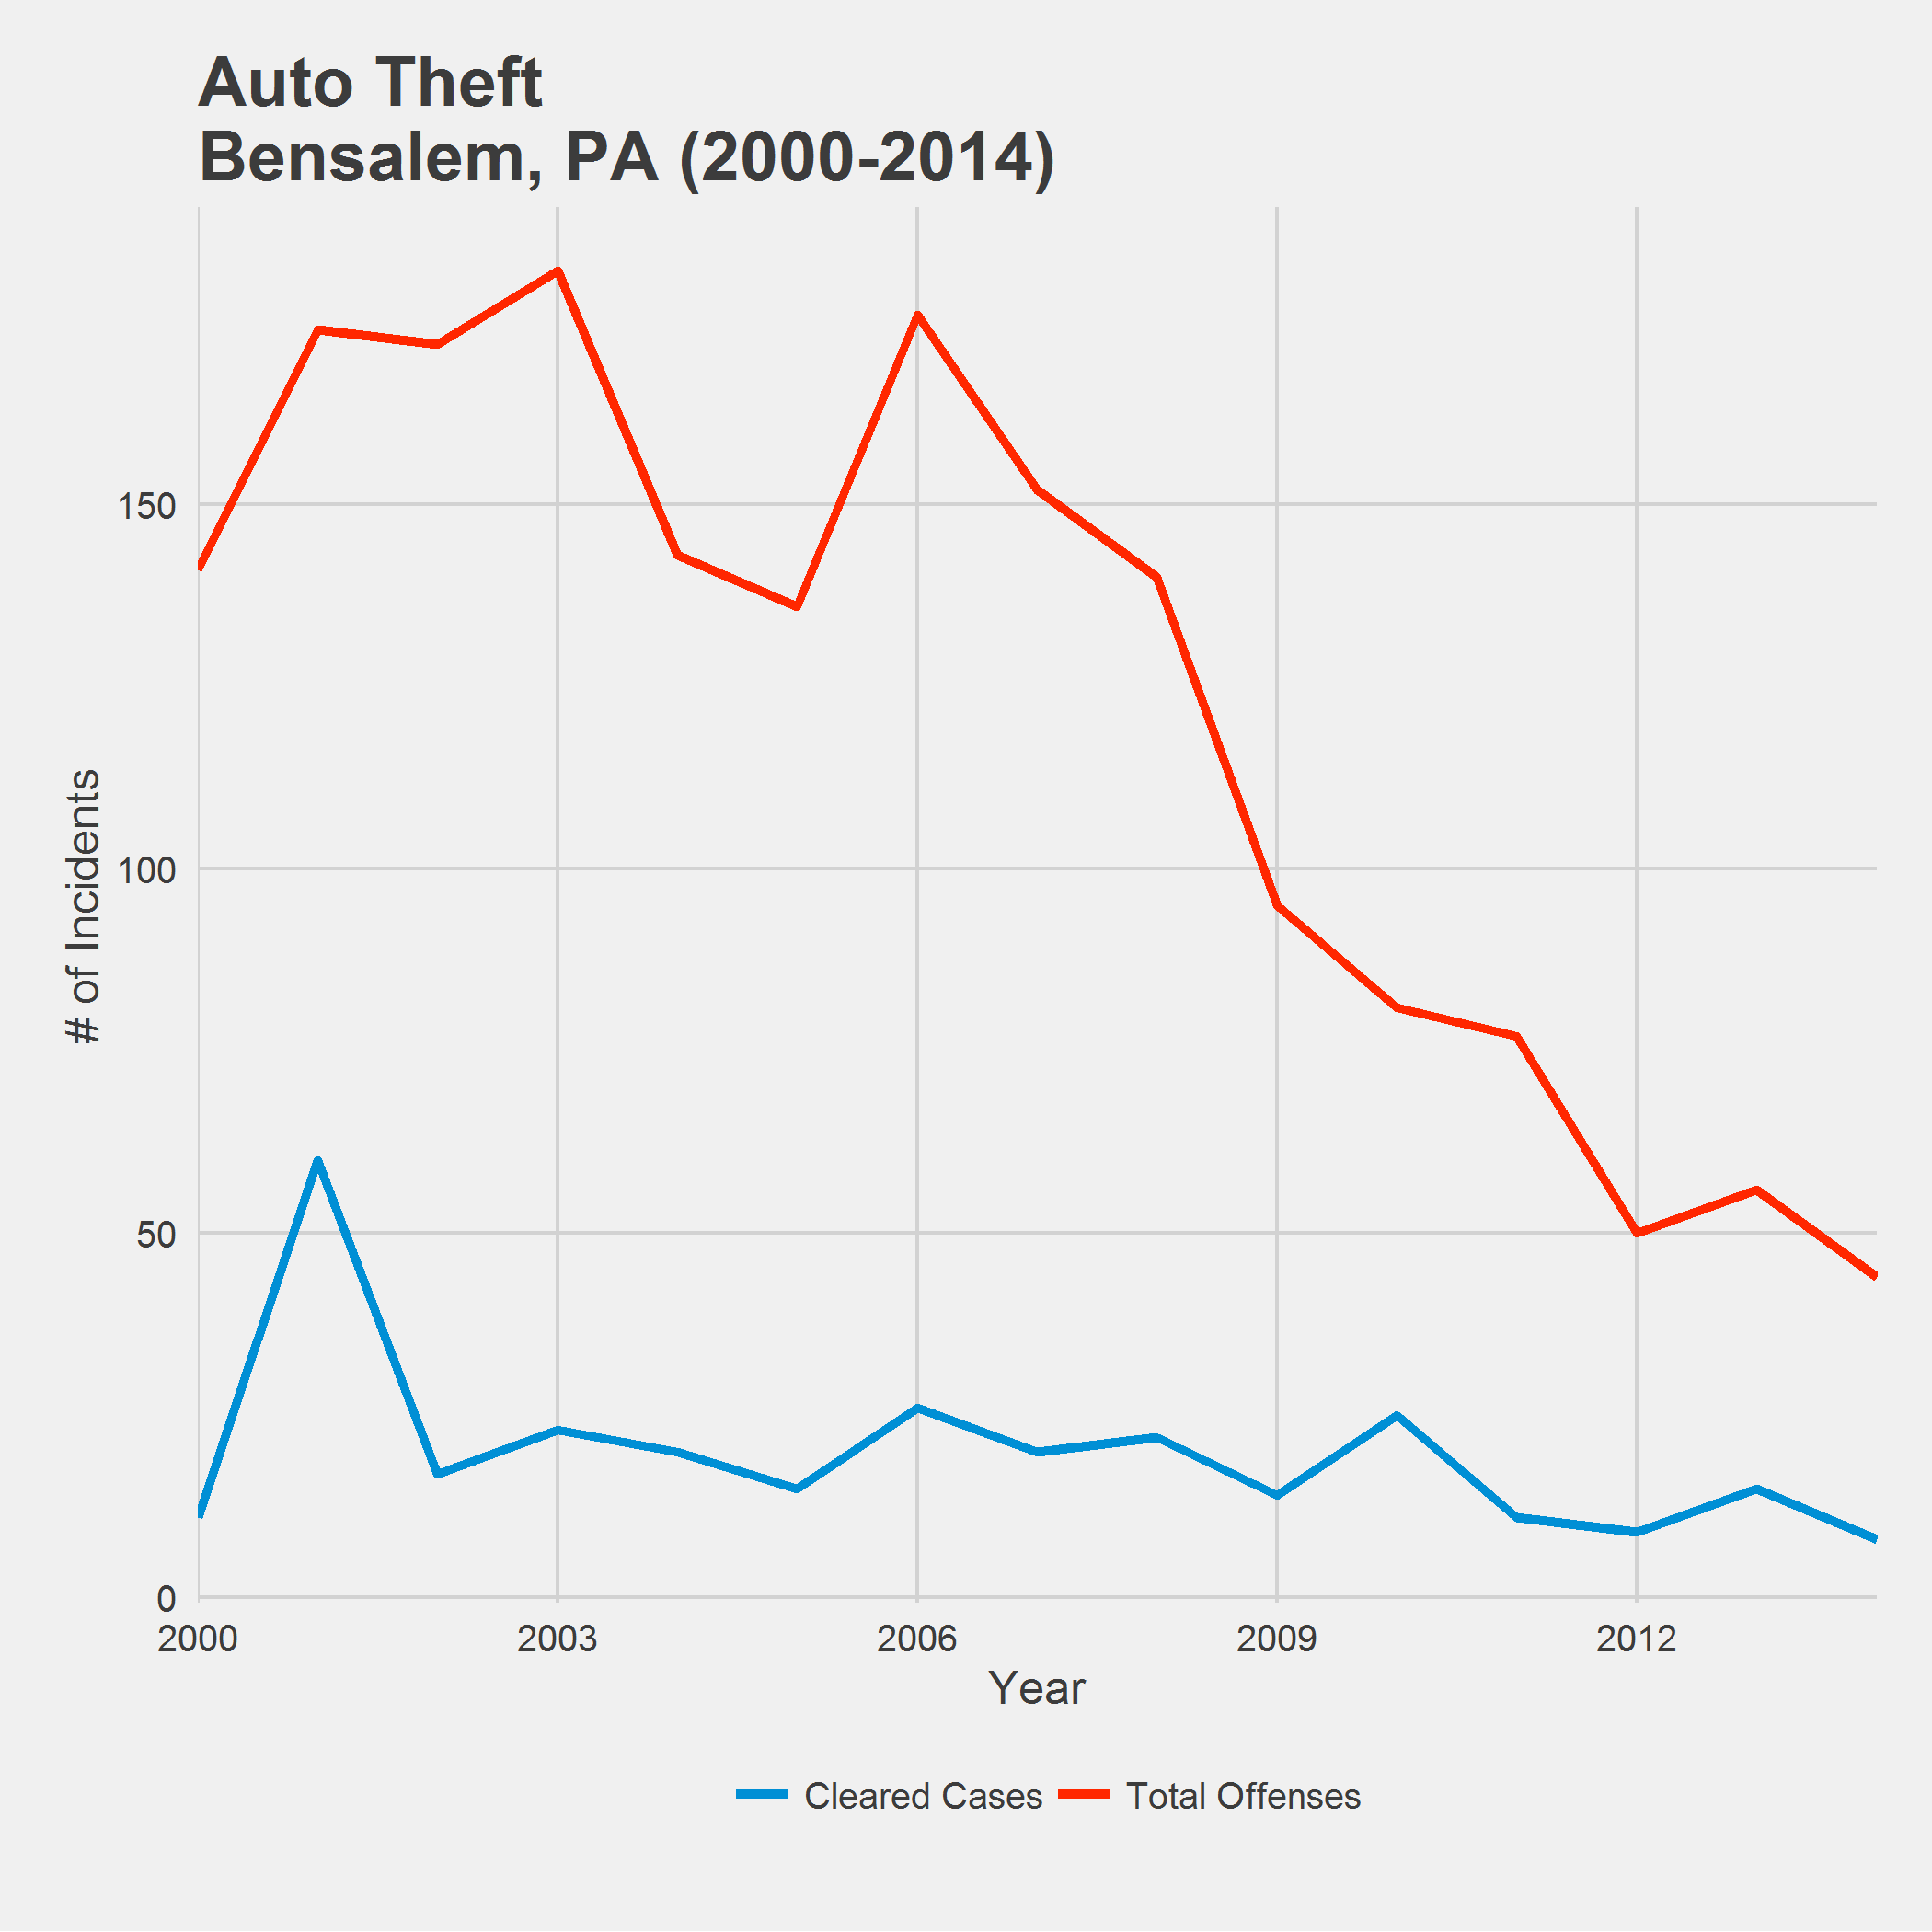 Auto Theft
Bensalem, PA (2000-2014)
# of Incidents
150
100
50
0
2000 2003 2006 2009 2012
Year
Cleared Cases Total Offenses